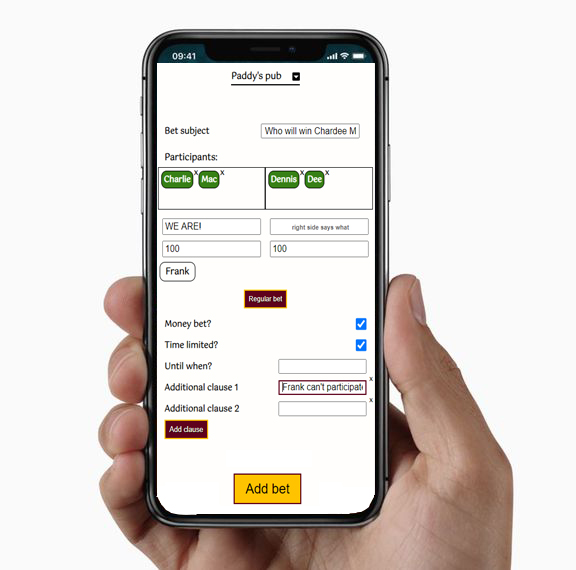 09:41
Paddy's pub
Bet subject
Who will win Chardee M
Participants:
Charlie x Mac x Dennis x Dee x
WE ARE!
right side says what
100 100
Frank
Regular bet
Money bet?
Time limited?
Until when?
Additional clause 1 Frank can't participate x
Additional clause 2 x
Add clause
Add bet